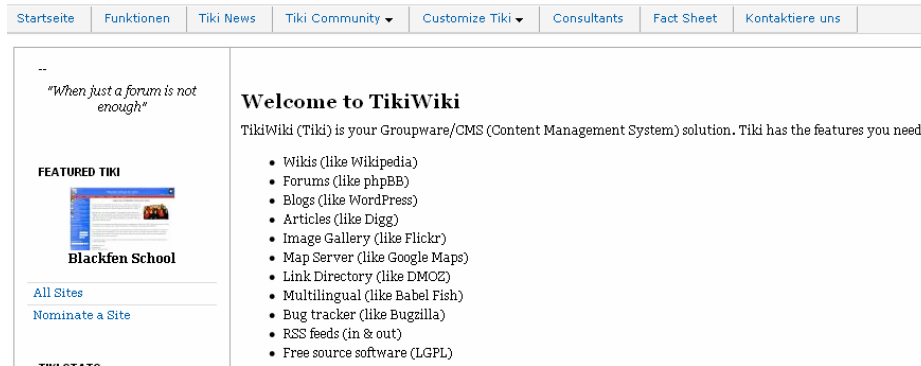 Startseite Funktionen Tiki News Tiki Community Customize Tiki Consultants Fact Sheet Kontaktiere uns
--
"When just a forum is not
enough"
FEATURED TIKI
Blackfen School
All Sites
Nominate a Site
TIKI STATS
Welcome to TikiWiki
TikiWiki (Tiki) is your Groupware/CMS (Content Management System) solution. Tiki has the features you need
• Wikis (like Wikipedia)
• Forums (like phpBB)
• Blogs (like WordPress)
• Articles (like Digg)
• Image Gallery (like Flickr)
• Map Server (like Google Maps)
• Link Directory (like DMOZ)
• Multilingual (like Babel Fish)
• Bug tracker (like Bugzilla)
• RSS feeds (in & out)
• Free source software (LGPL)